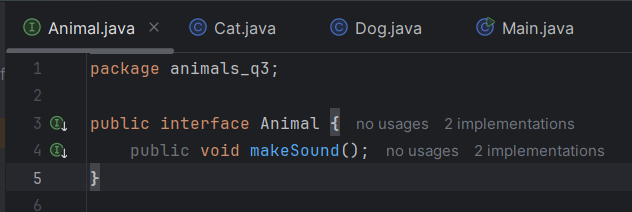 Animal.java × Cat.java Dog.java Main.java
1 package animals_q3;
2
3 public interface Animal { no usages 2 implementations
4 public void makeSound(); no usages 2 implementations
5 }
6